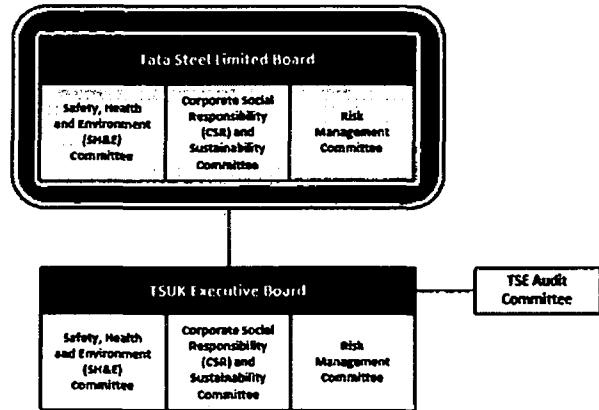 Tata Steel Limited Board
Safety, Health
and Environment
(SH&E)
Committee
Corporate Social
Responsibility
(CSR) and
Sustainability
Committee
Risk
Management
Committee
TSUK Executive Board
TSE Audit
Committee
Safety, Health
and Environment
(SH&E)
Committee
Corporate Social
Responsibility
(CSR) and
Sustainability
Committee
Risk
Management
Committee